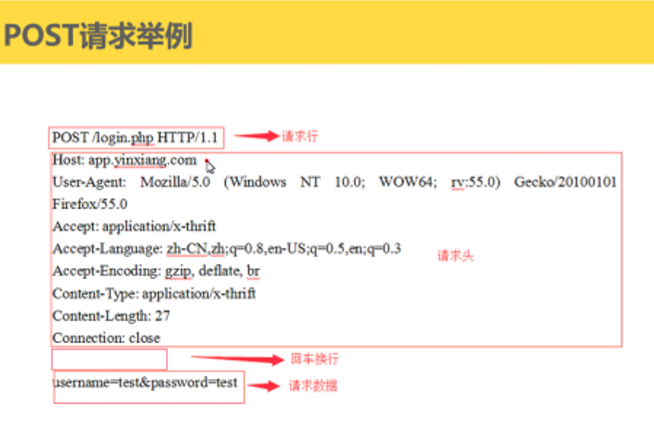 POST请求举例
POST /login.php HTTP/1.1
请求行
Host: app.yinxiang.com
User-Agent: Mozilla/5.0 (Windows NT 10.0; WOW64; rv:55.0) Gecko/20100101
Firefox/55.0
Accept: application/x-thrift
Accept-Language: zh-CN,zh;q=0.8,en-US;q=0.5,en;q=0.3
请求头
Accept-Encoding: gzip, deflate, br
Content-Type: application/x-thrift
Content-Length: 27
Connection: close
回车换行
username=test&password=test
请求数据